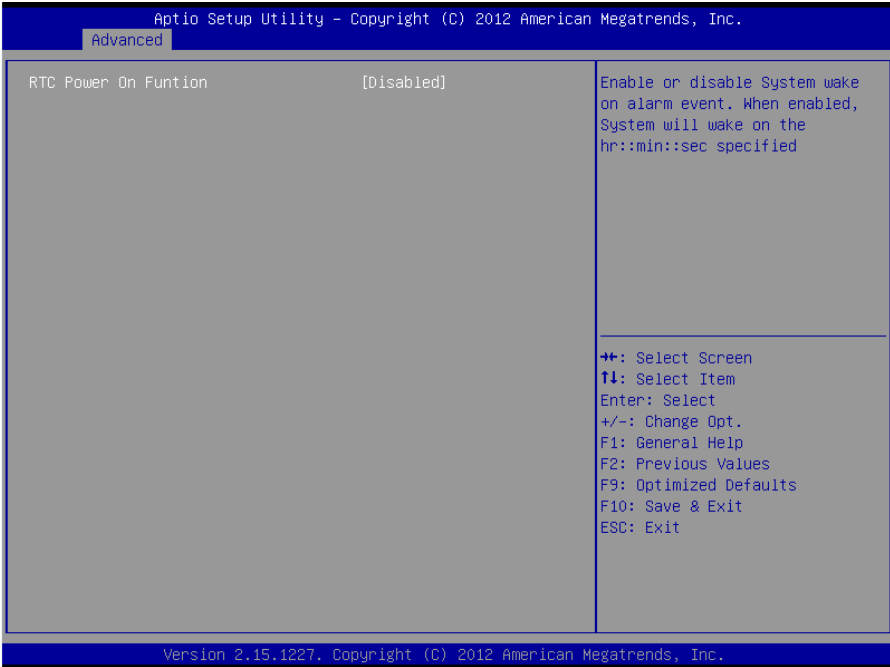 Aptio Setup Utility – Copyright (C) 2012 American Megatrends, Inc.
Advanced
RTC Power On Funtion [Disabled]
Enable or disable System wake
on alarm event. When enabled,
System will wake on the
hr::min::sec specified
→←: Select Screen
↑↓: Select Item
Enter: Select
+/-: Change Opt.
F1: General Help
F2: Previous Values
F9: Optimized Defaults
F10: Save & Exit
ESC: Exit
Version 2.15.1227. Copyright (C) 2012 American Megatrends, Inc.